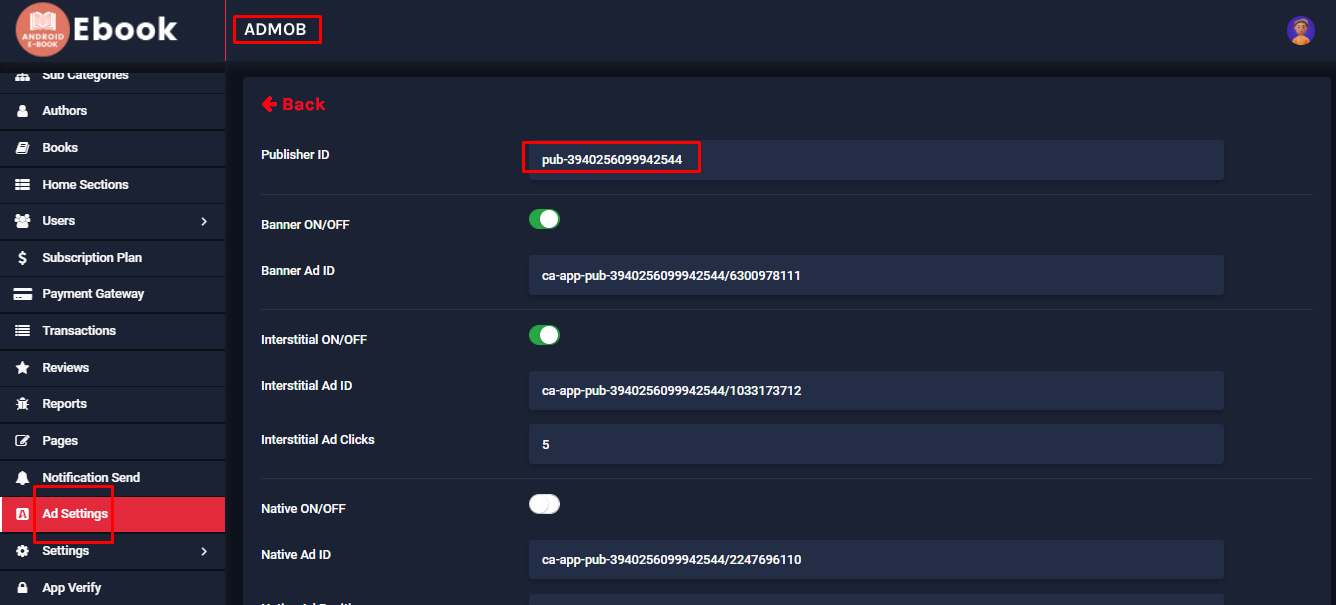 ANDROID
E-BOOK
Ebook
ADMOB
Sub Categories
Authors
Books
Home Sections
Users
Subscription Plan
Payment Gateway
Transactions
Reviews
Reports
Pages
Notification Send
Ad Settings
Settings
App Verify
Back
Publisher ID
pub-3940256099942544
Banner ON/OFF
Banner Ad ID
ca-app-pub-3940256099942544/6300978111
Interstitial ON/OFF
Interstitial Ad ID
ca-app-pub-3940256099942544/1033173712
Interstitial Ad Clicks
5
Native ON/OFF
Native Ad ID
ca-app-pub-3940256099942544/2247696110